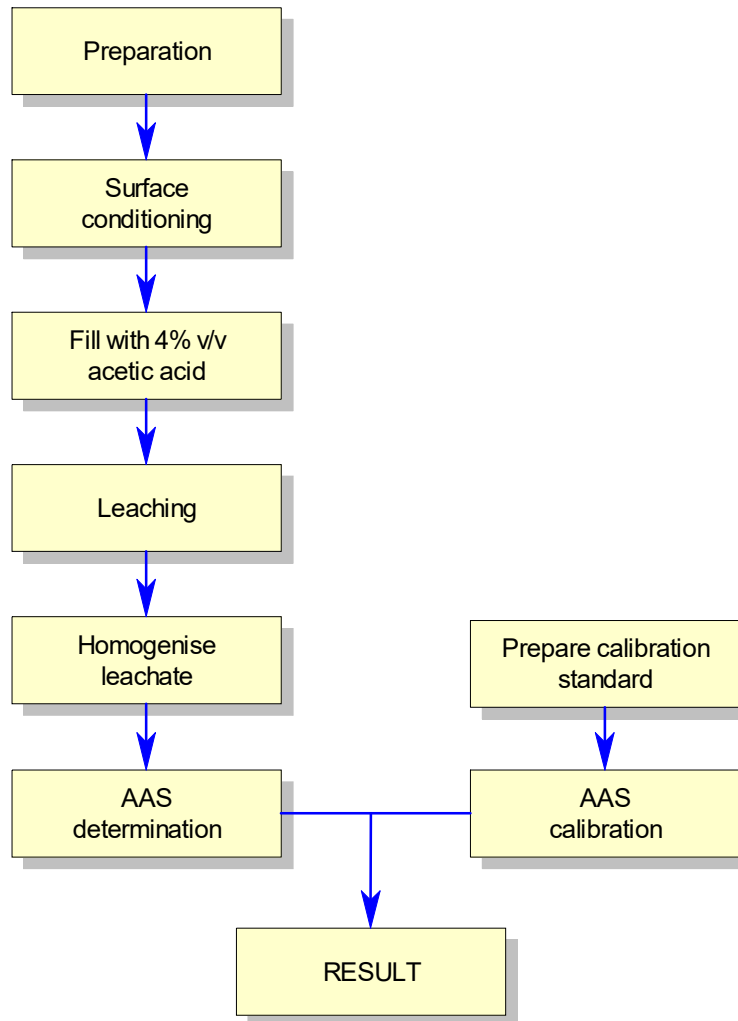 Preparation
Surface
conditioning
Fill with 4% v/v
acetic acid
Leaching
Homogenise
leachate
Prepare calibration
standard
AAS
determination
AAS
calibration
RESULT